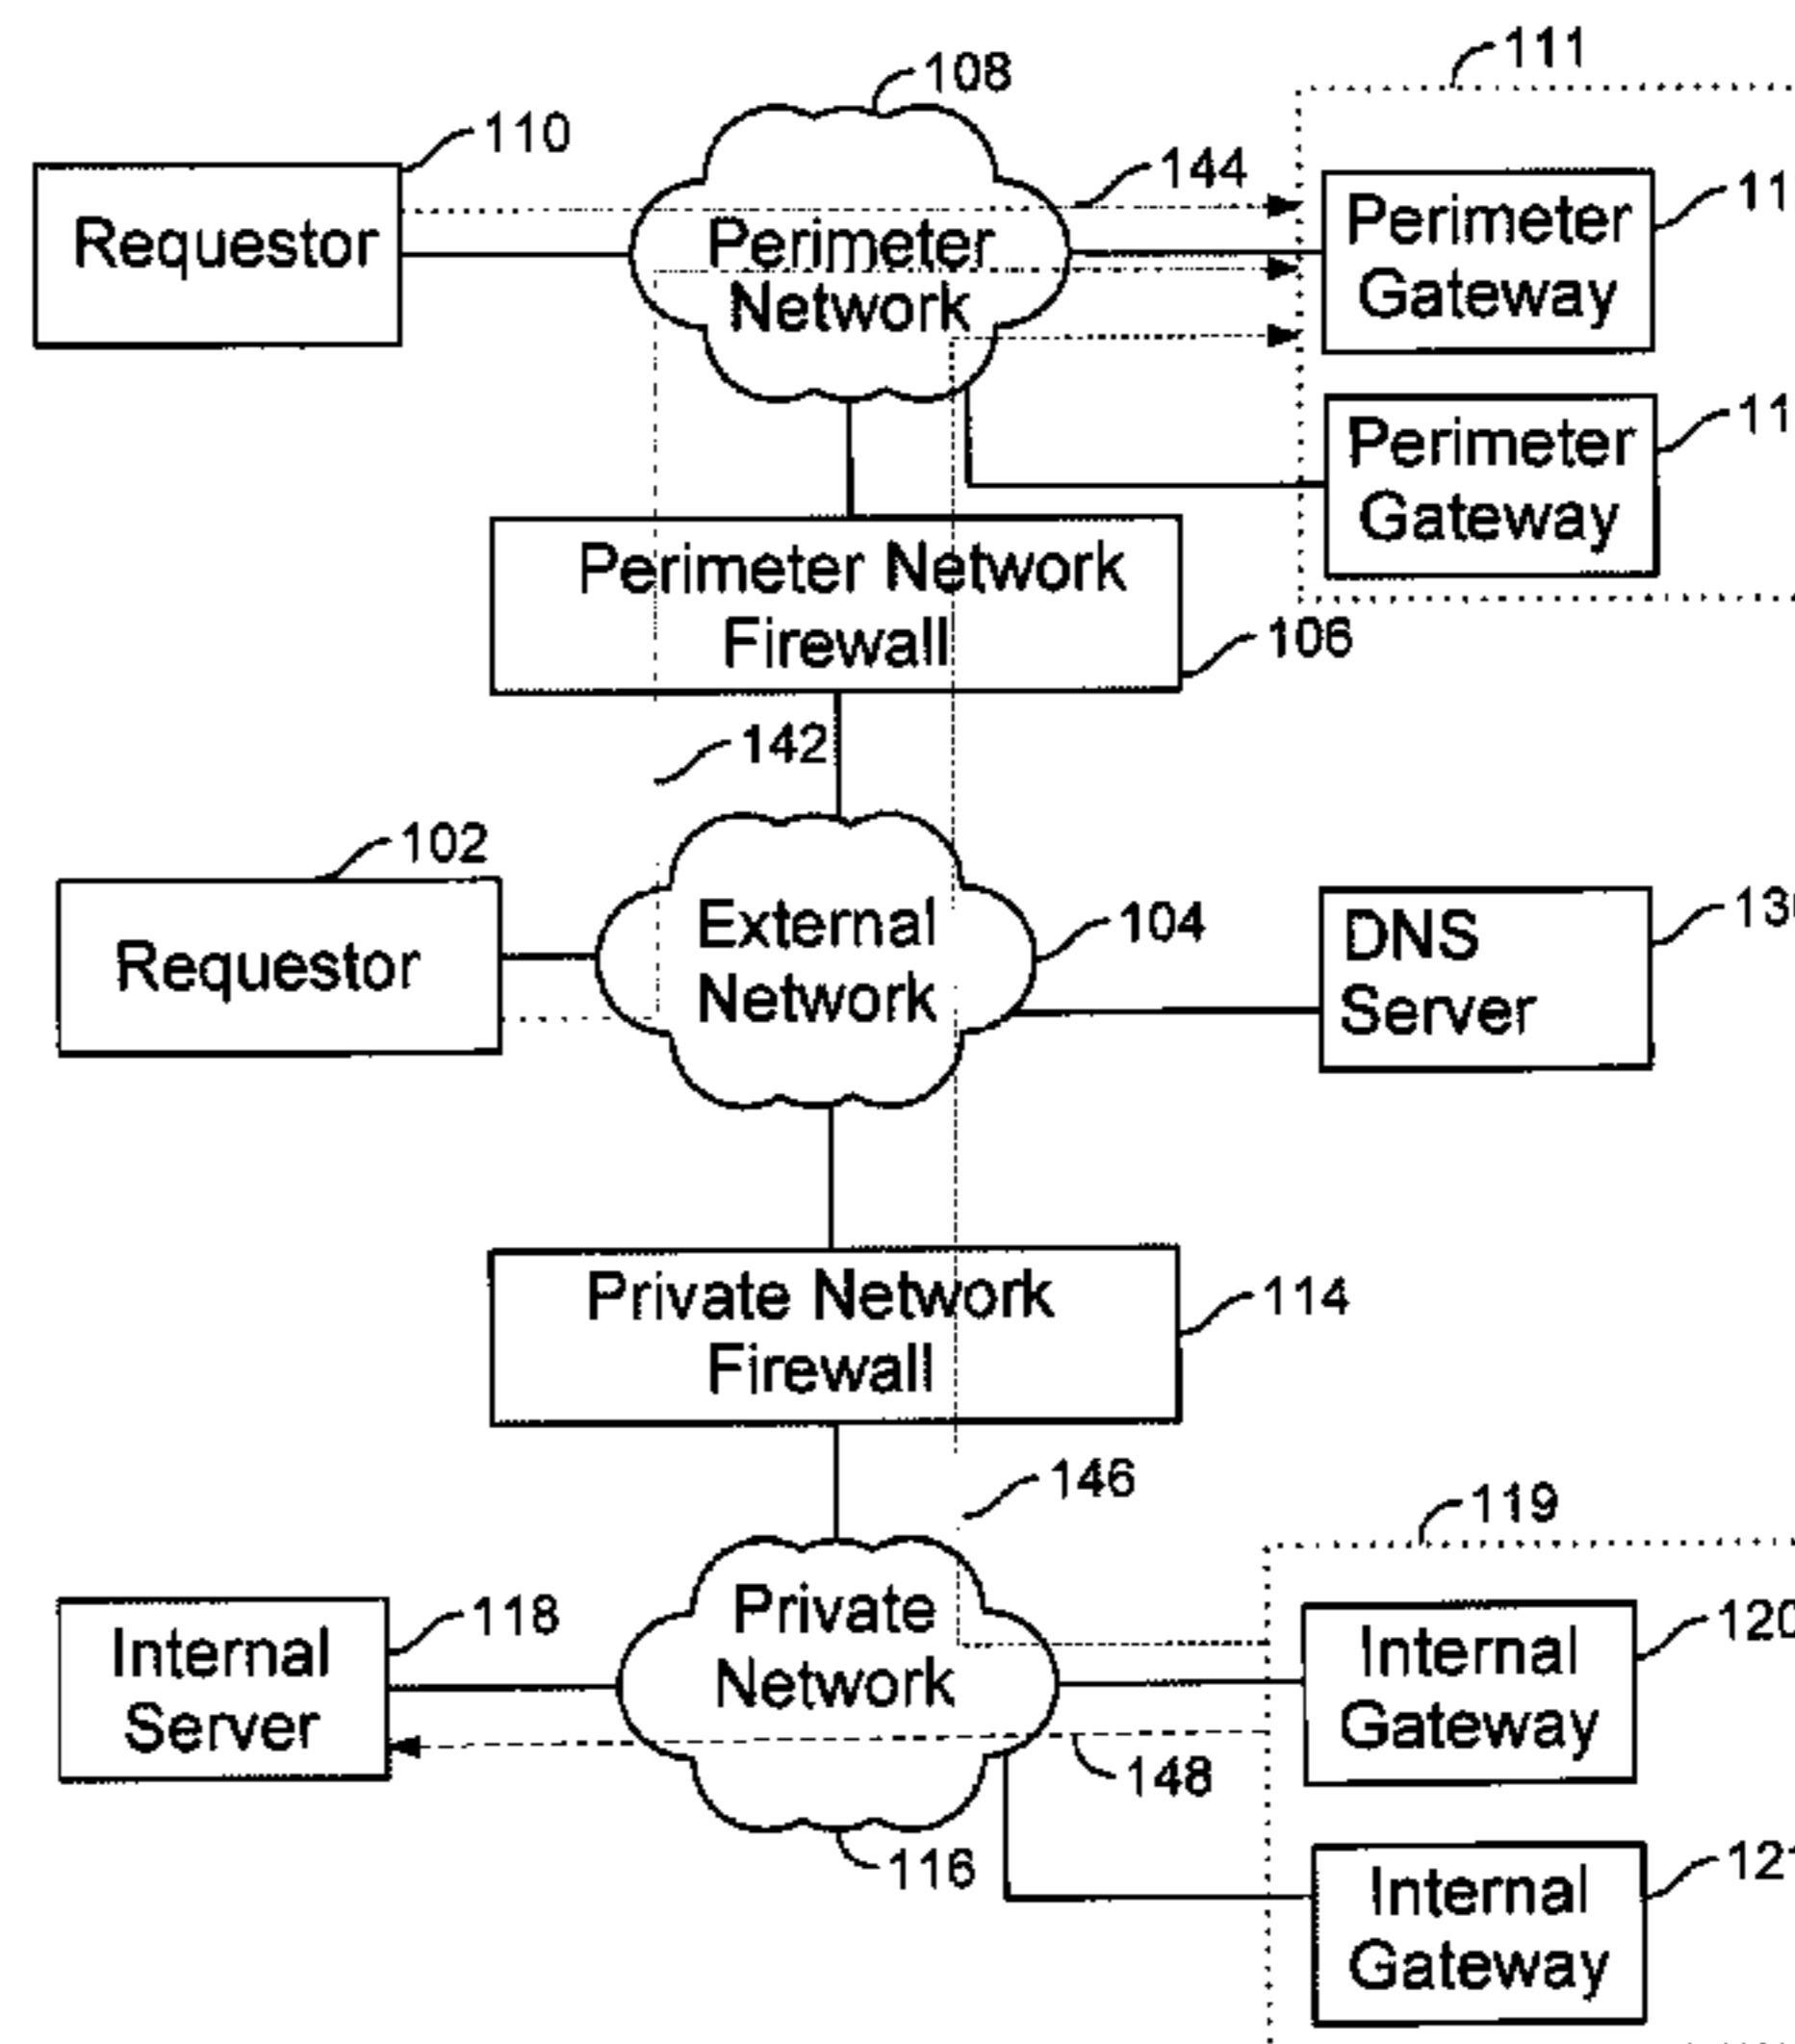 108
111
110
144
Requestor
Perimeter
Network
Perimeter
Gateway
Perimeter
Gateway
Perimeter Network
Firewall
106
142
102
Requestor
External
Network
104
DNS
Server
Private Network
Firewall
114
146
119
118
Internal
Server
Private
Network
120
Internal
Gateway
148
116
121
Internal
Gateway